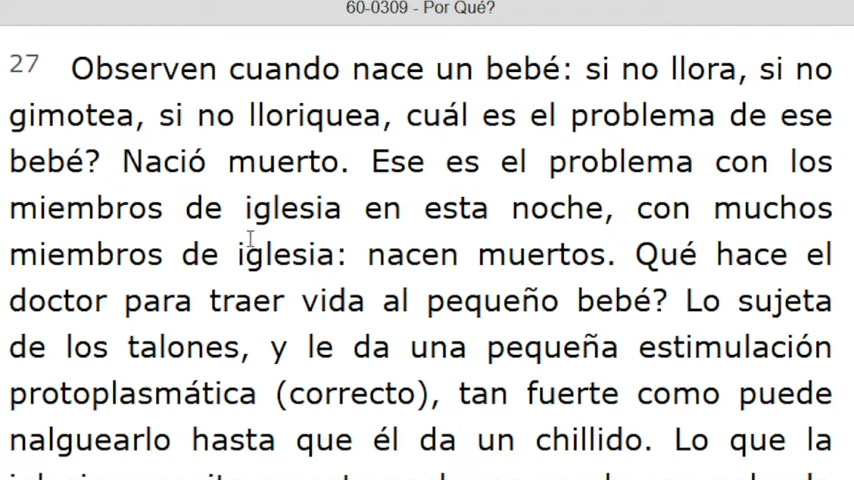 60-0309 - Por Qué?
27 Observen cuando nace un bebé: si no llora, si no
gimotea, si no lloriquea, cuál es el problema de ese
bebé? Nació muerto. Ese es el problema con los
miembros de iglesia en esta noche, con muchos
miembros de iglesia: nacen muertos. Qué hace el
doctor para traer vida al pequeño bebé? Lo sujeta
de los talones, y le da una pequeña estimulación
protoplasmática (correcto), tan fuerte como puede
nalguearlo hasta que él da un chillido. Lo que la